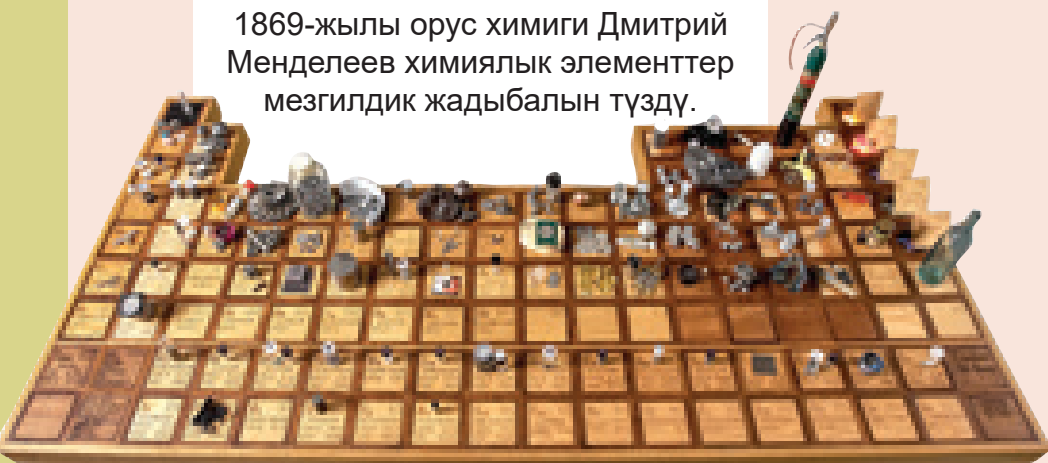 1869-жылы орус химиги Дмитрий
Менделеев химиялык элементтер
мезгилдик жадыбалын түздү.